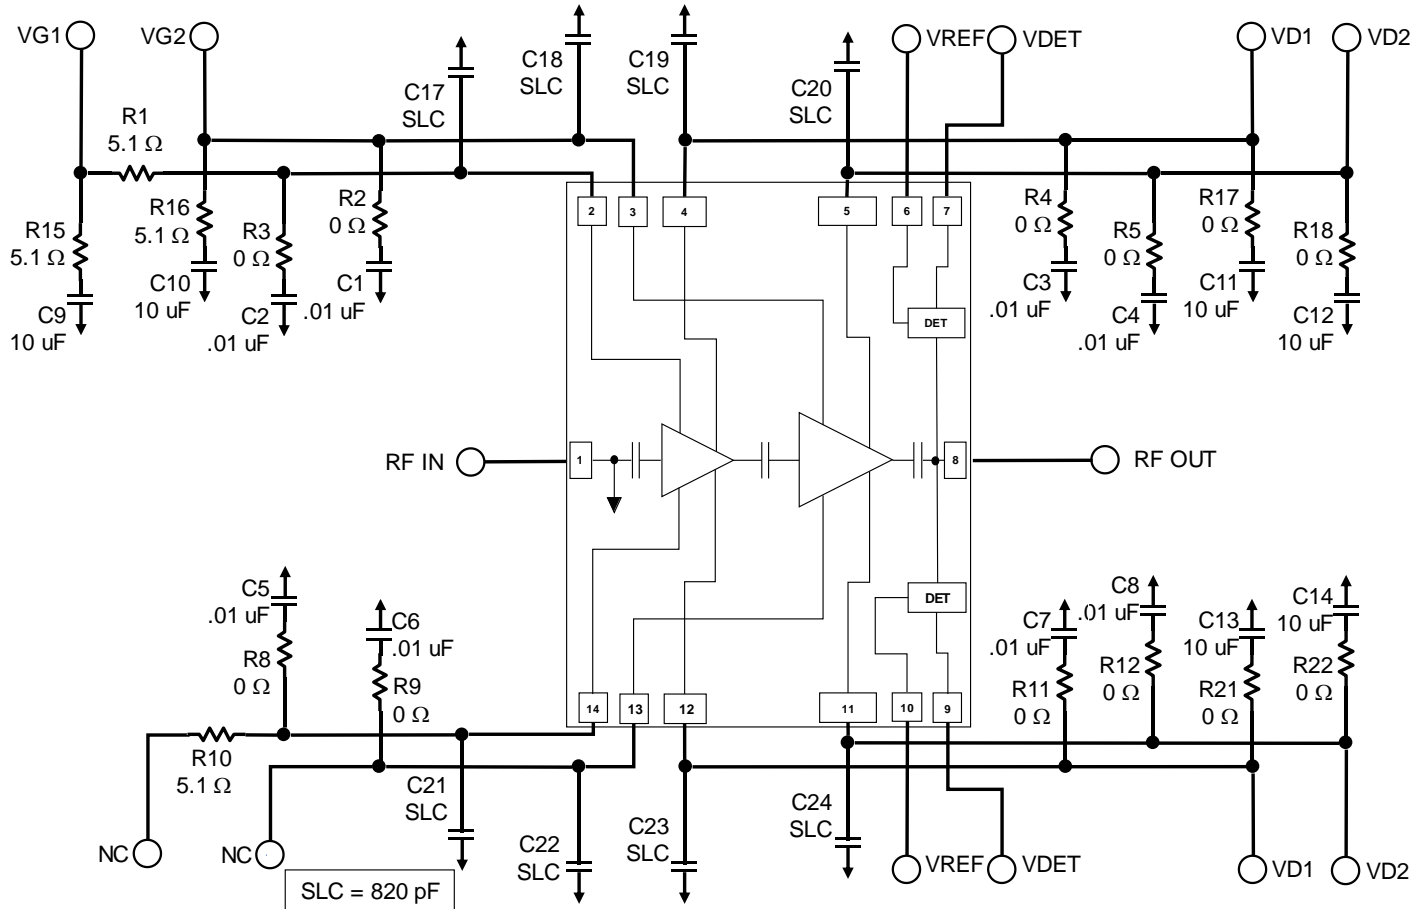 VG1
VG2
C18
SLC
C19
SLC
VREF
VDET
VD1
VD2
C17
SLC
C20
SLC
R1
5.1 Ω
R15
5.1 Ω
R16
5.1 Ω
R3
0 Ω
R2
0 Ω
C9
10 uF
C10
10 uF
C2
.01 uF
C1
.01 uF
2
3
4
5
6
7
R4
0 Ω
R5
0 Ω
R17
0 Ω
R18
0 Ω
C3
.01 uF
C4
.01 uF
C11
10 uF
C12
10 uF
DET
RF IN
1
8
RF OUT
DET
C5
.01 uF
C6
.01 uF
R8
0 Ω
R9
0 Ω
R10
5.1 Ω
C7
.01 uF
C8
.01 uF
C13
10 uF
C14
10 uF
R11
0 Ω
R12
0 Ω
R21
0 Ω
R22
0 Ω
14
13
12
11
10
9
C21
SLC
C22
SLC
C23
SLC
C24
SLC
NC
NC
VREF
VDET
VD1
VD2
SLC = 820 pF